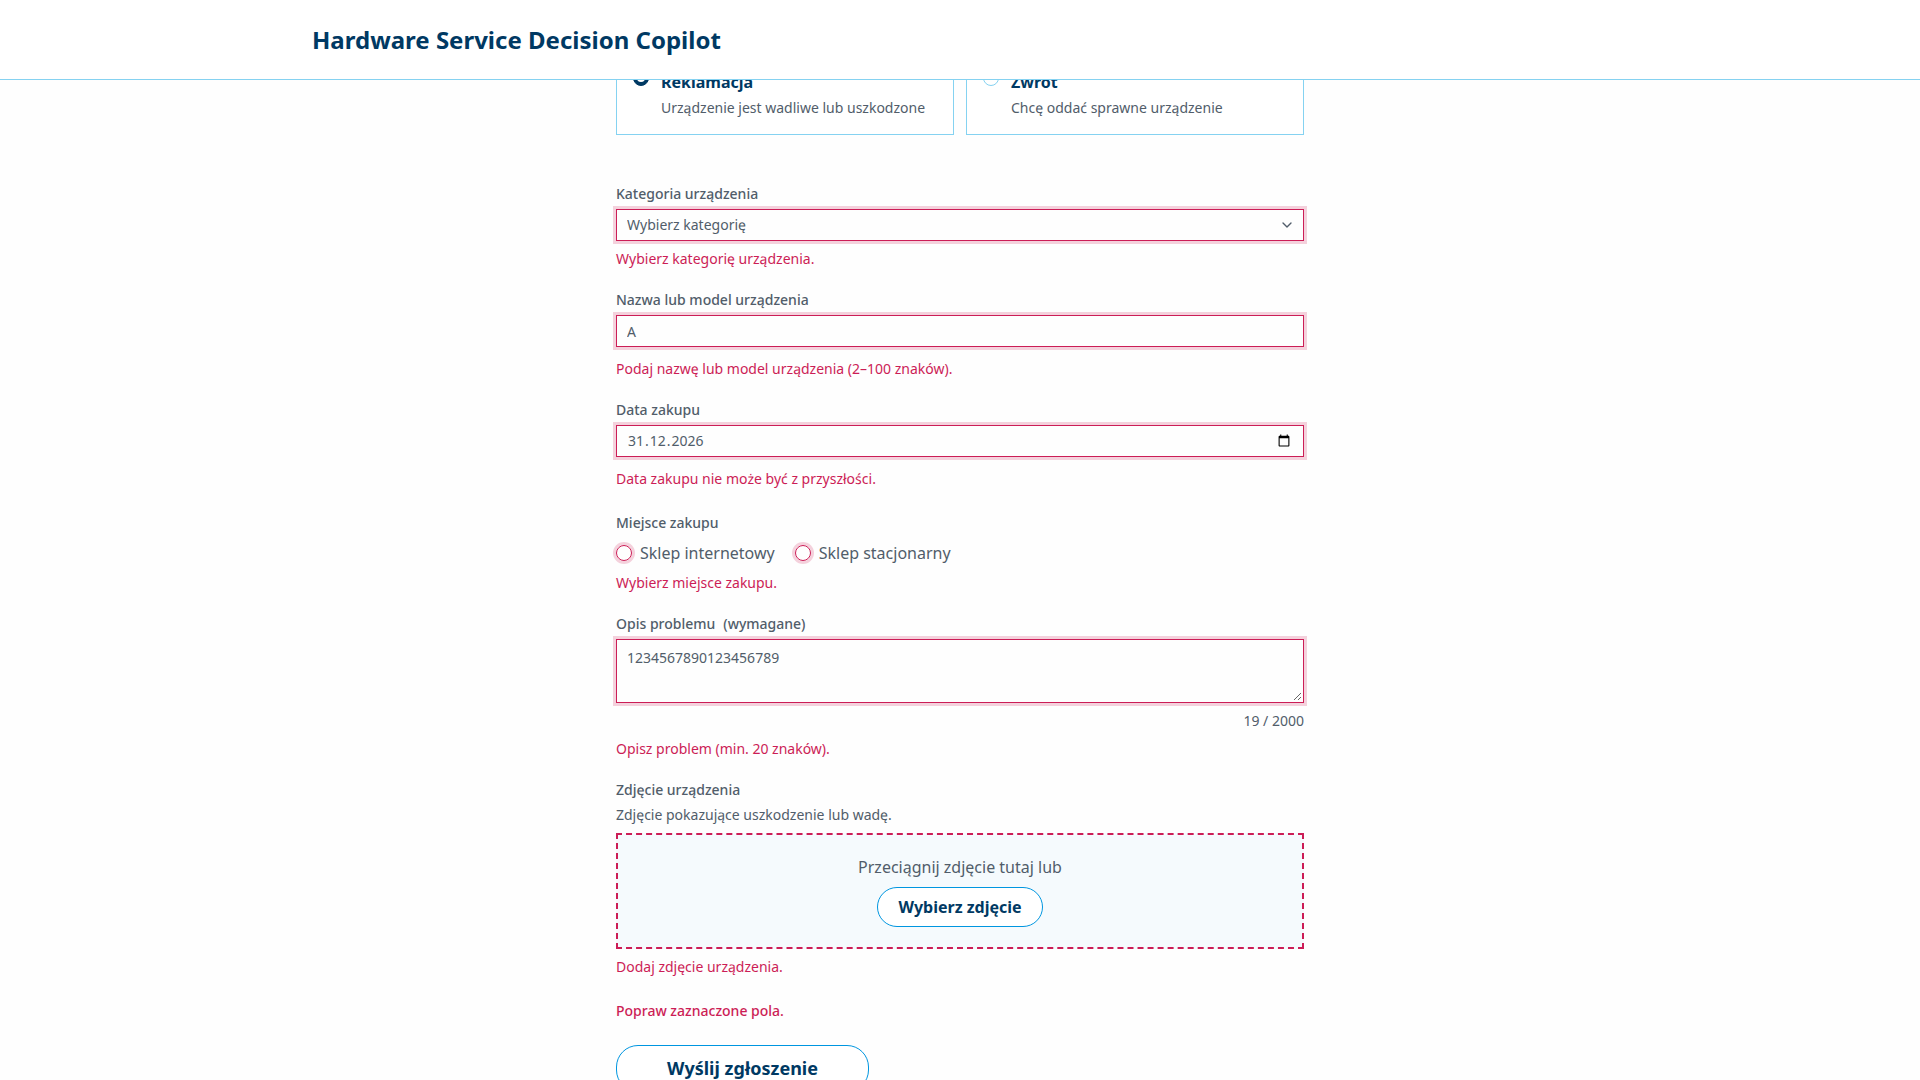 Hardware Service Decision Copilot
Reklamacja
Zwrot
Urządzenie jest wadliwe lub uszkodzone
Chcę oddać sprawne urządzenie
Kategoria urządzenia
Wybierz kategorię
Wybierz kategorię urządzenia.
Nazwa lub model urządzenia
A
Podaj nazwę lub model urządzenia (2–100 znaków).
Data zakupu
31.12.2026
Data zakupu nie może być z przyszłości.
Miejsce zakupu
Sklep internetowy Sklep stacjonarny
Wybierz miejsce zakupu.
Opis problemu (wymagane)
1234567890123456789
19 / 2000
Opisz problem (min. 20 znaków).
Zdjęcie urządzenia
Zdjęcie pokazujące uszkodzenie lub wadę.
Przeciągnij zdjęcie tutaj lub
Wybierz zdjęcie
Dodaj zdjęcie urządzenia.
Popraw zaznaczone pola.
Wyślij zgłoszenie